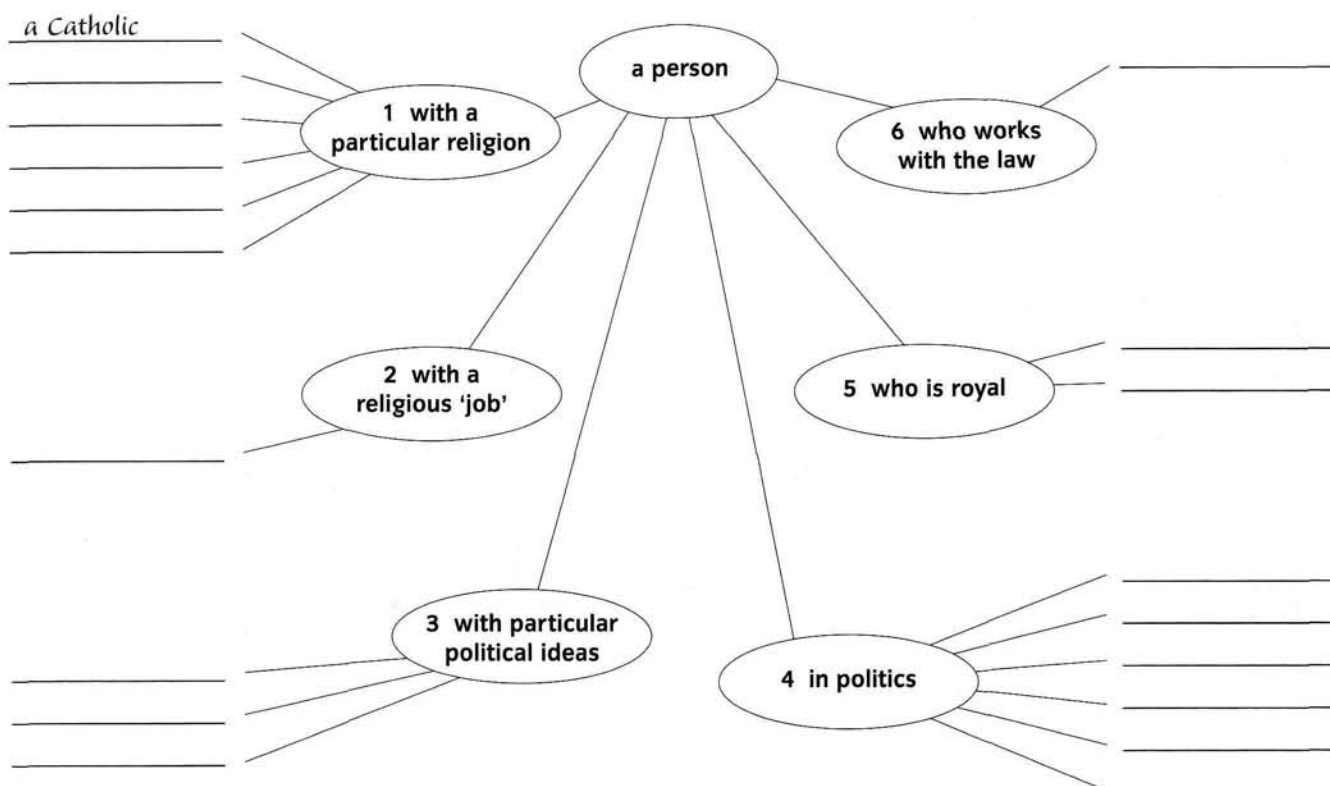 a Catholic
a person
1 with a
particular religion
6 who works
with the law
2 with a
religious ‘job’
5 who is royal
3 with particular
political ideas
4 in politics